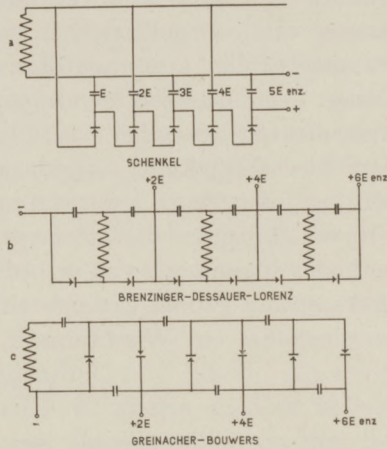 a
-
E 2E 3E 4E 5E enz.
+
SCHENKEL
+2E +4E +6E enz
-
b
BRENZINGER-DESSAUER-LORENZ
c
- +2E +4E +6E enz
GREINACHER-BOUWERS